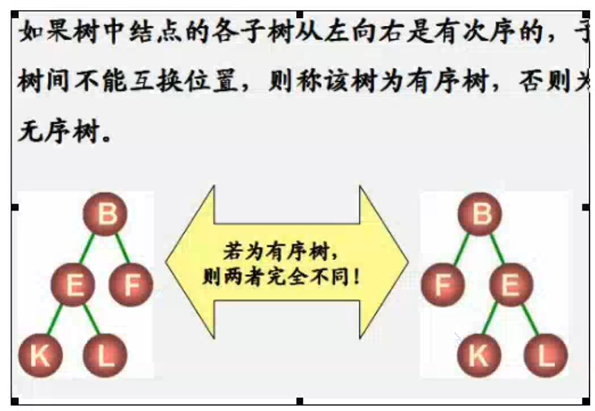 如果树中结点的各子树从左向右是有次序的，子
树间不能互换位置，则称该树为有序树，否则为
无序树。
B
E F
K L
若为有序树，
则两者完全不同！
B
F E
K L